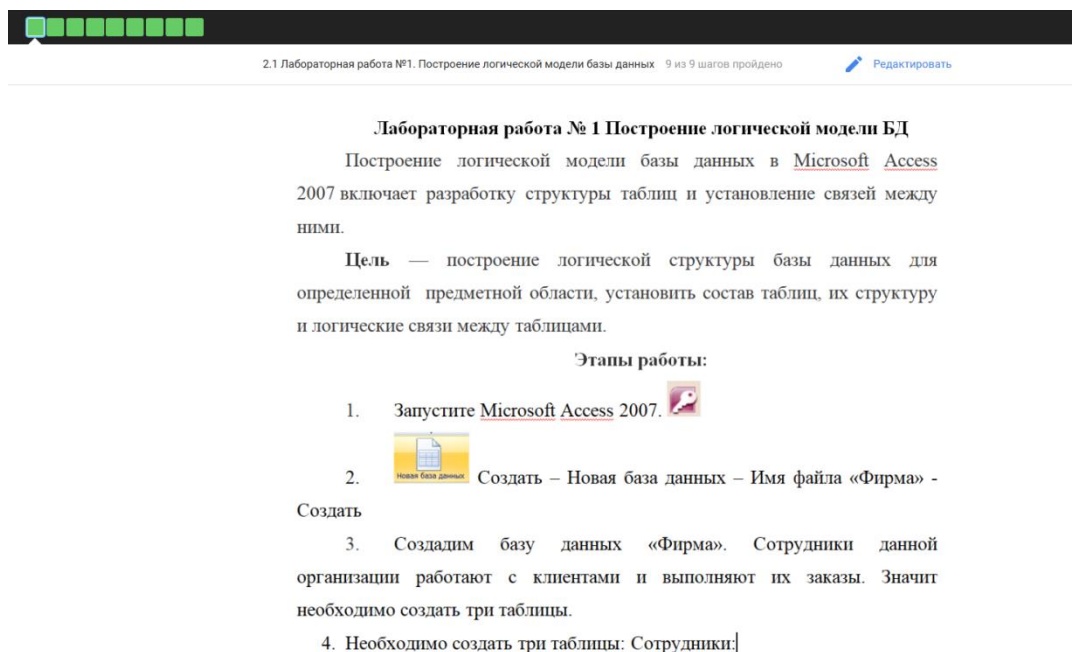 2.1 Лабораторная работа №1. Построение логической модели базы данных 9 из 9 шагов пройдено Редактировать
Лабораторная работа № 1 Построение логической модели БД
Построение логической модели базы данных в Microsoft Access
2007 включает разработку структуры таблиц и установление связей между
ними.
Цель — построение логической структуры базы данных для
определенной предметной области, установить состав таблиц, их структуру
и логические связи между таблицами.
Этапы работы:
1. Запустите Microsoft Access 2007.
Новая база данных
2. Создать – Новая база данных – Имя файла «Фирма» -
Создать
3. Создадим базу данных «Фирма». Сотрудники данной
организации работают с клиентами и выполняют их заказы. Значит
необходимо создать три таблицы.
4. Необходимо создать три таблицы: Сотрудники: